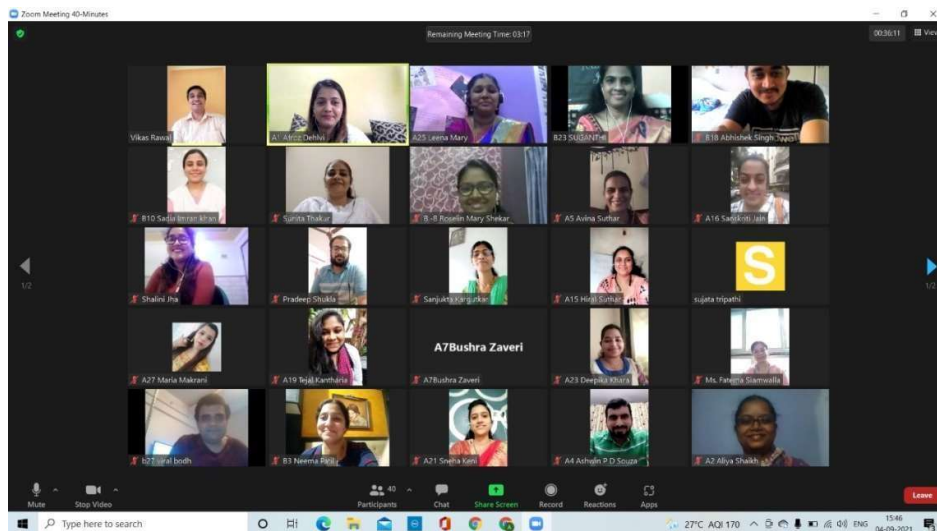 Zoom Meeting 40-Minutes
Remaining Meeting Time: 03:17
00:36:11 View
Vikas Rawal
A1 Afroz Dehlvi
A25 Leena Mary
B23 SUGANTHI
B18 Abhishek Singh
B10 Sadia Imran khan
Sunita Thakur
B-8 Roselin Mary Shekar
A5 Avina Suthar
A16 Sanskriti Jain
1/2
Shalini Jha
Pradeep Shukla
Sanjukta Kargutkar
A15 Hiral Suthar
S
sujata tripathi
1/2
A27 Maria Makrani
A19 Tejal Kantharia
A7Bushra Zaveri
A7Bushra Zaveri
A23 Deepika Khara
Ms. Fatema Siamwalla
b27 viral bodh
B3 Neema
A21 Sneha Keni
A4 Ashwin P D Souza
A2 Aliya Shaikh
Mute
Stop Video
40
Participants
Chat
Share Screen
Record
Reactions
Apps
Leave
Type here to search
27°C AQI 170
ENG
15:46
04-09-2021